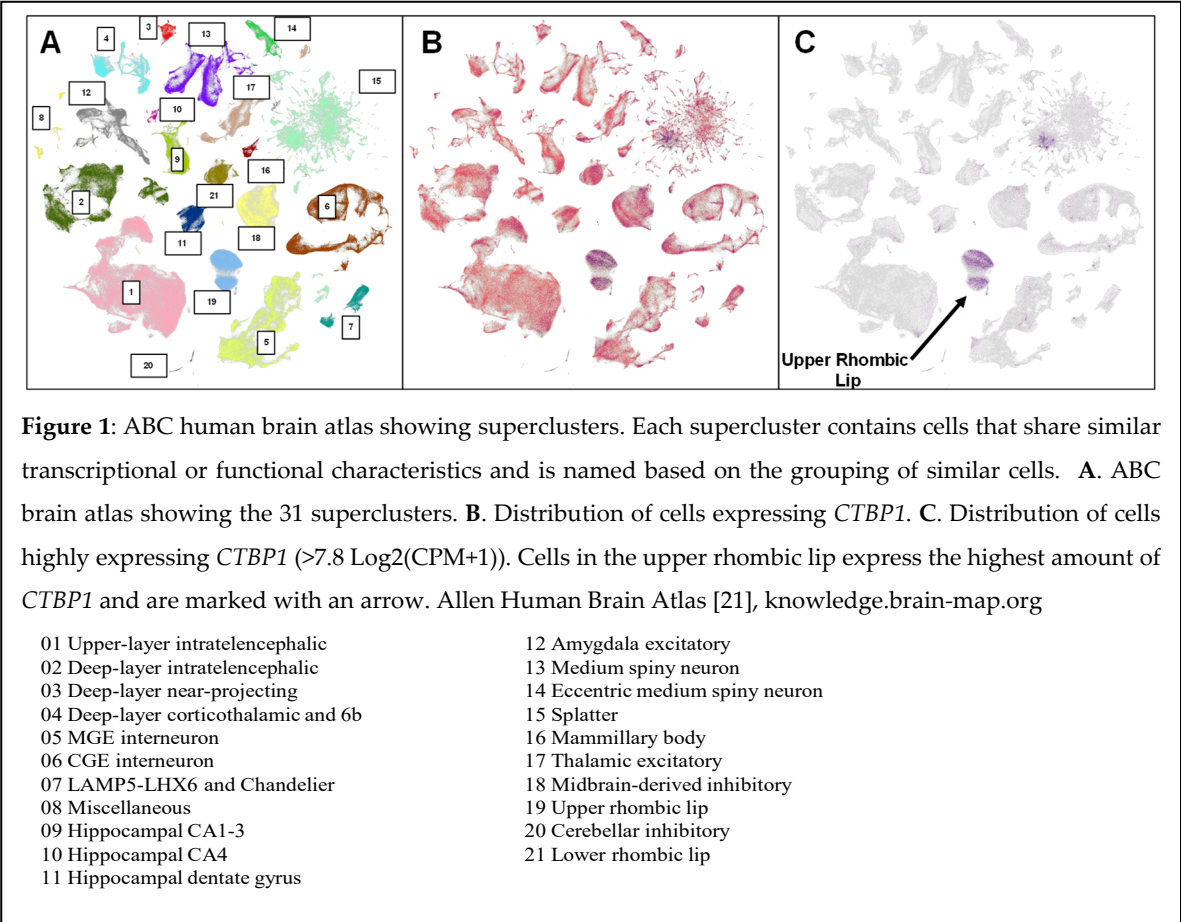 A
B
C
3
13
14
4
15
17
12
10
8
9
16
2
21
6
11
18
1
19
5
7
20
Upper Rhombic
Lip
Figure 1: ABC human brain atlas showing superclusters. Each supercluster contains cells that share similar
transcriptional or functional characteristics and is named based on the grouping of similar cells. A. ABC
brain atlas showing the 31 superclusters. B. Distribution of cells expressing CTBP1. C. Distribution of cells
highly expressing CTBP1 (>7.8 Log2(CPM+1)). Cells in the upper rhombic lip express the highest amount of
CTBP1 and are marked with an arrow. Allen Human Brain Atlas [21], knowledge.brain-map.org
01 Upper-layer intratelencephalic
02 Deep-layer intratelencephalic
03 Deep-layer near-projecting
04 Deep-layer corticothalamic and 6b
05 MGE interneuron
06 CGE interneuron
07 LAMP5-LHX6 and Chandelier
08 Miscellaneous
09 Hippocampal CA1-3
10 Hippocampal CA4
11 Hippocampal dentate gyrus
12 Amygdala excitatory
13 Medium spiny neuron
14 Eccentric medium spiny neuron
15 Splatter
16 Mammillary body
17 Thalamic excitatory
18 Midbrain-derived inhibitory
19 Upper rhombic lip
20 Cerebellar inhibitory
21 Lower rhombic lip